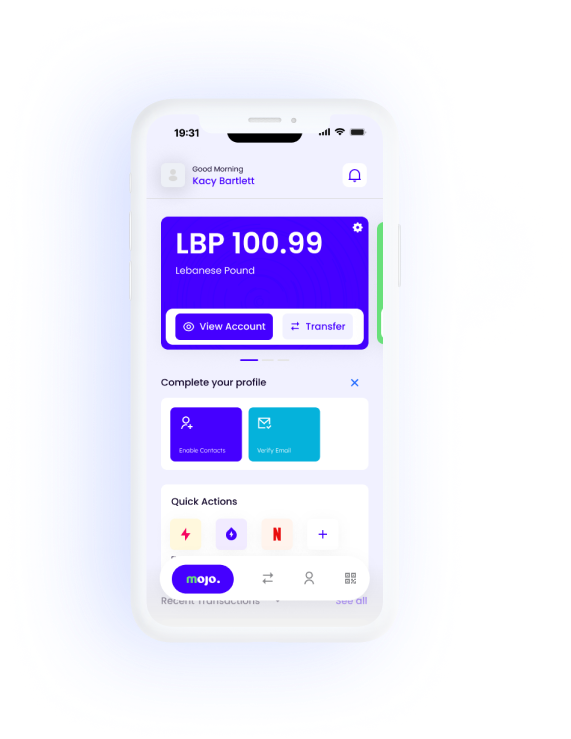 19:31
Good Morning
Kacy Bartlett
LBP 100.99
Lebanese Pound
View Account
Transfer
Complete your profile
Enable Contacts
Verify Email
Quick Actions
N
mojo.
Recent Transactions
See all